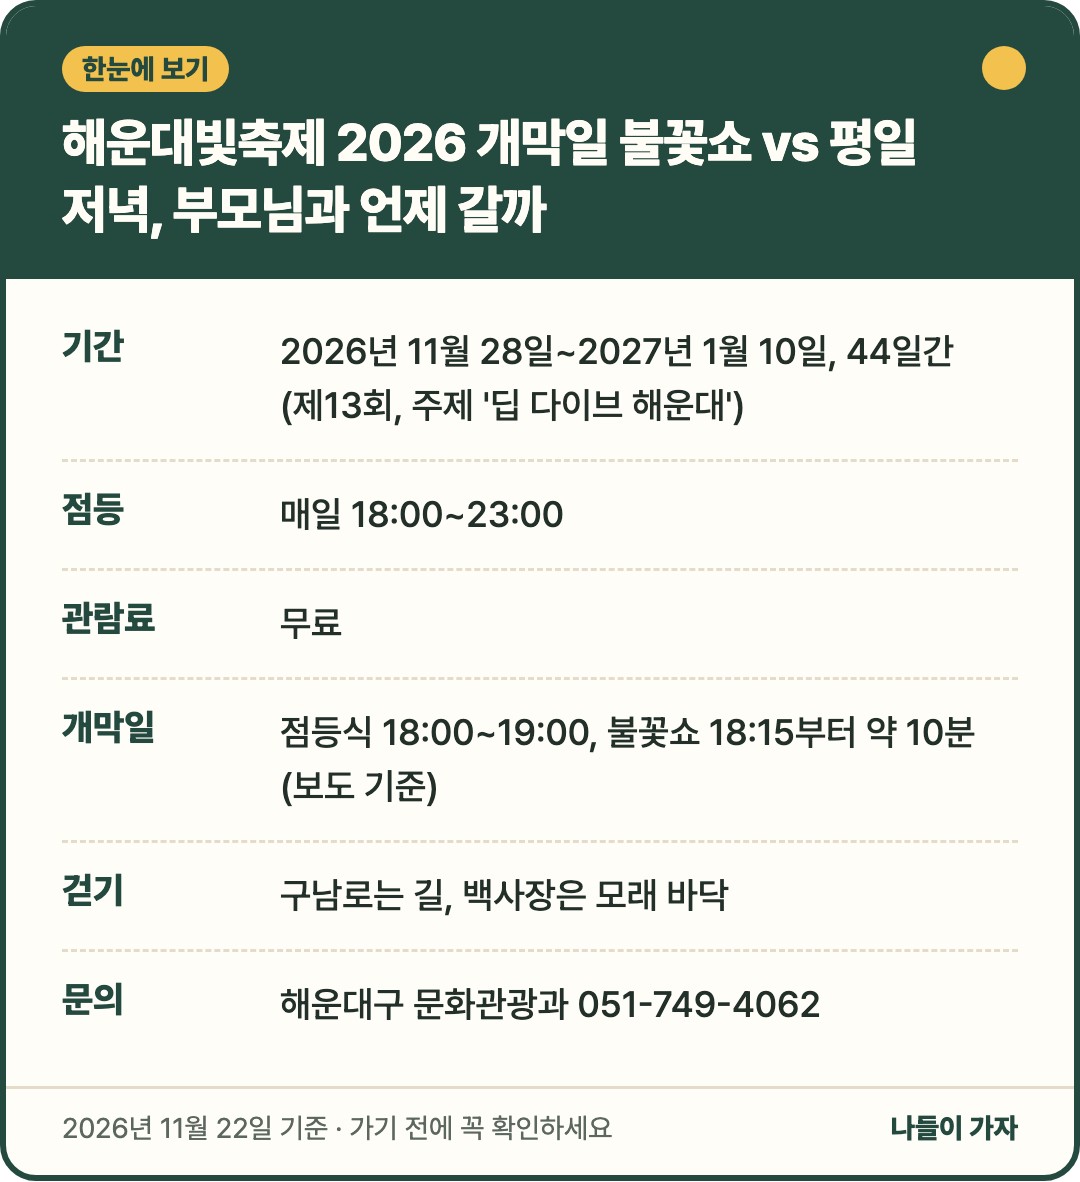 한눈에 보기
해운대빛축제 2026 개막일 불꽃쇼 vs 평일
저녁, 부모님과 언제 갈까
기간
2026년 11월 28일~2027년 1월 10일, 44일간
(제13회, 주제 '딥 다이브 해운대')
점등
매일 18:00~23:00
관람료
무료
개막일
점등식 18:00~19:00, 불꽃쇼 18:15부터 약 10분
(보도 기준)
걷기
구남로는 길, 백사장은 모래 바닥
문의
해운대구 문화관광과 051-749-4062
2026년 11월 22일 기준 · 가기 전에 꼭 확인하세요
나들이 가자